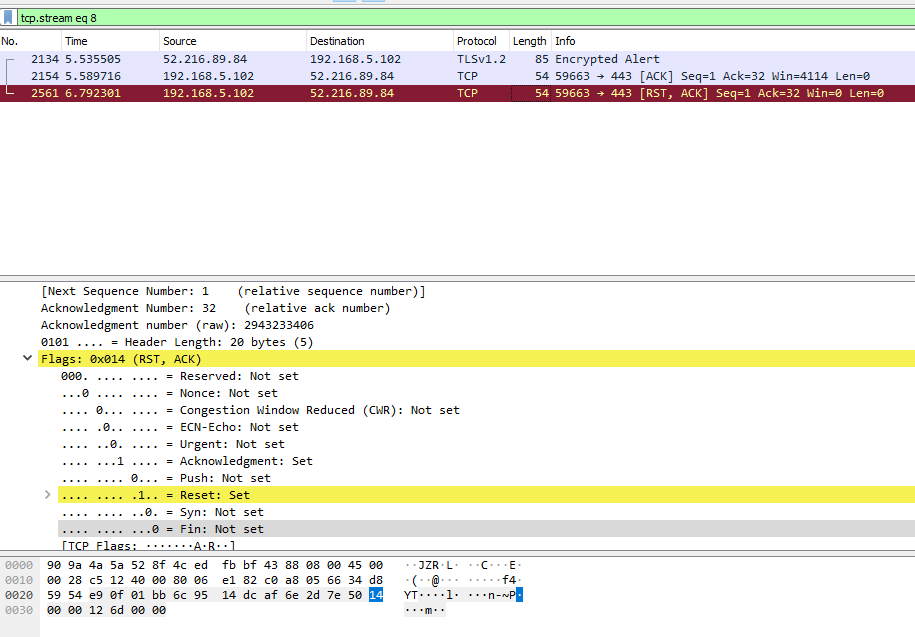 tcp.stream eq 8
No. Time Source Destination Protocol Length Info
2134 5.535505 52.216.89.84 192.168.5.102 TLSv1.2 85 Encrypted Alert
2154 5.589716 192.168.5.102 52.216.89.84 TCP 54 59663 → 443 [ACK] Seq=1 Ack=32 Win=4114 Len=0
2561 6.792301 192.168.5.102 52.216.89.84 TCP 54 59663 → 443 [RST, ACK] Seq=1 Ack=32 Win=0 Len=0
[Next Sequence Number: 1    (relative sequence number)]
Acknowledgment Number: 32    (relative ack number)
Acknowledgment number (raw): 2943233406
0101 .... = Header Length: 20 bytes (5)
Flags: 0x014 (RST, ACK)
000. .... .... = Reserved: Not set
...0 .... .... = Nonce: Not set
.... 0... .... = Congestion Window Reduced (CWR): Not set
.... .0.. .... = ECN-Echo: Not set
.... ..0. .... = Urgent: Not set
.... ...1 .... = Acknowledgment: Set
.... .... 0... = Push: Not set
.... .... .1.. = Reset: Set
.... .... ..0. = Syn: Not set
.... .... ...0 = Fin: Not set
[TCP Flags: ·······A·R··]
0000 90 9a 4a 5a 52 8f 4c ed fb bf 43 88 08 00 45 00 ··JZR·L· ··C···E·
0010 00 28 c5 12 40 00 80 06 e1 82 c0 a8 05 66 34 d8 ·(··@··· ·····f4·
0020 59 54 e9 0f 01 bb 6c 95 14 dc af 6e 2d 7e 50 14 YT····l· ···n-~P·
0030 00 00 12 6d 00 00 ···m··